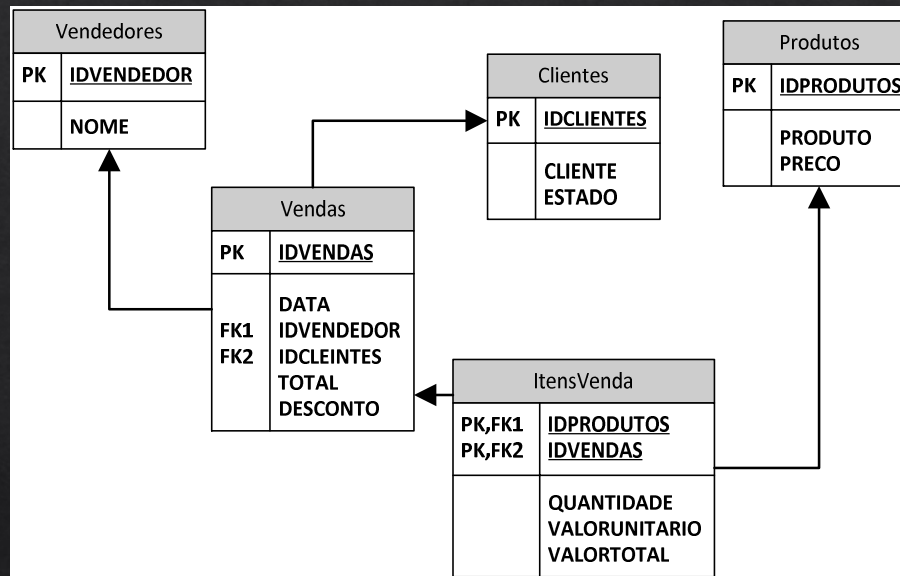 Vendedores
PK IDVENDEDOR
NOME
Clientes
PK IDCLIENTES
CLIENTE
ESTADO
Produtos
PK IDPRODUTOS
PRODUTO
PRECO
Vendas
PK IDVENDAS
DATA
FK1 IDVENDEDOR
FK2 IDCLEINTES
TOTAL
DESCONTO
ItensVenda
PK,FK1 IDPRODUTOS
PK,FK2 IDVENDAS
QUANTIDADE
VALORUNITARIO
VALORTOTAL